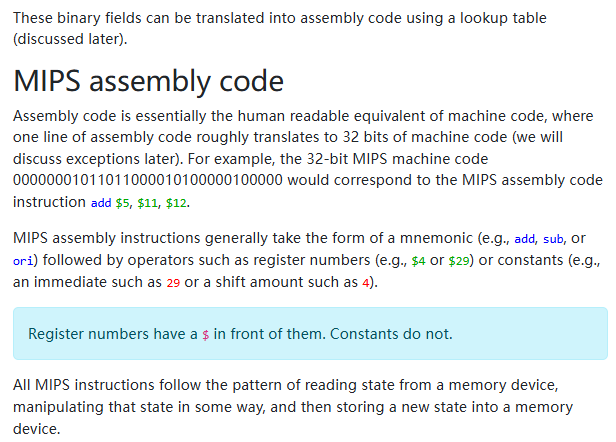 These binary fields can be translated into assembly code using a lookup table
(discussed later).
MIPS assembly code
Assembly code is essentially the human readable equivalent of machine code, where
one line of assembly code roughly translates to 32 bits of machine code (we will
discuss exceptions later). For example, the 32-bit MIPS machine code
00000001011011000010100000100000 would correspond to the MIPS assembly code
instruction add $5, $11, $12.
MIPS assembly instructions generally take the form of a mnemonic (e.g., add, sub, or
ori) followed by operators such as register numbers (e.g., $4 or $29) or constants (e.g.,
an immediate such as 29 or a shift amount such as 4).
Register numbers have a $ in front of them. Constants do not.
All MIPS instructions follow the pattern of reading state from a memory device,
manipulating that state in some way, and then storing a new state into a memory
device.